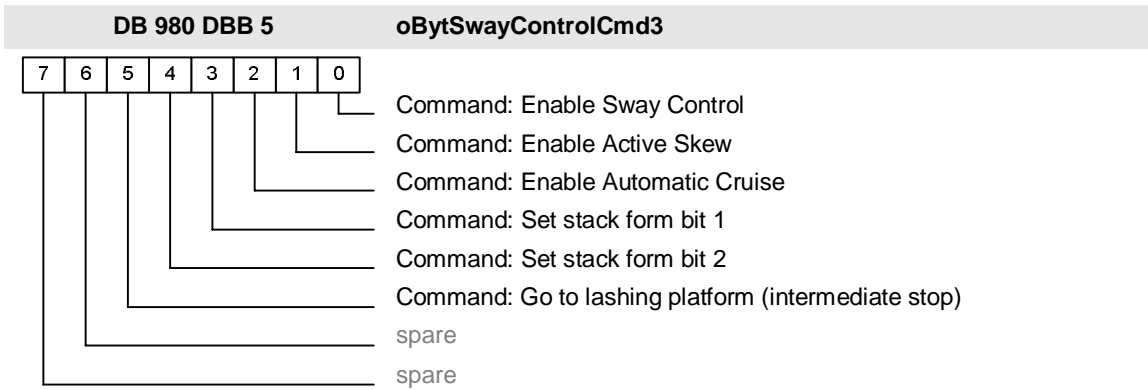 DB 980 DBB 5 oBytSwayControlCmd3
7 6 5 4 3 2 1 0
Command: Enable Sway Control
Command: Enable Active Skew
Command: Enable Automatic Cruise
Command: Set stack form bit 1
Command: Set stack form bit 2
Command: Go to lashing platform (intermediate stop)
spare
spare